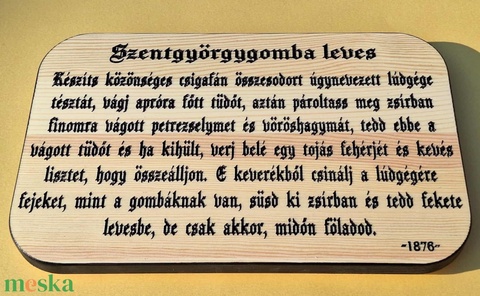 Szentgyörgygomba leves
Készíts közönséges csigafán összesodort úgynevezett lúdgége
tésztát, vágj apróra főtt tüdőt, aztán pároltass meg zsírban
finomra vágott petrezselymet és vöröshagymát, tedd ebbe a
vágott tüdőt és ha kihült, verj belé egy tojás fehérjét és kevés
lisztet, hogy összeálljon. E keverékből csinálj a lúdgégére
fejeket, mint a gombáknak van, süsd ki zsírban és tedd fekete
levesbe, de csak akkor, midőn föladod.
~1876~
meska